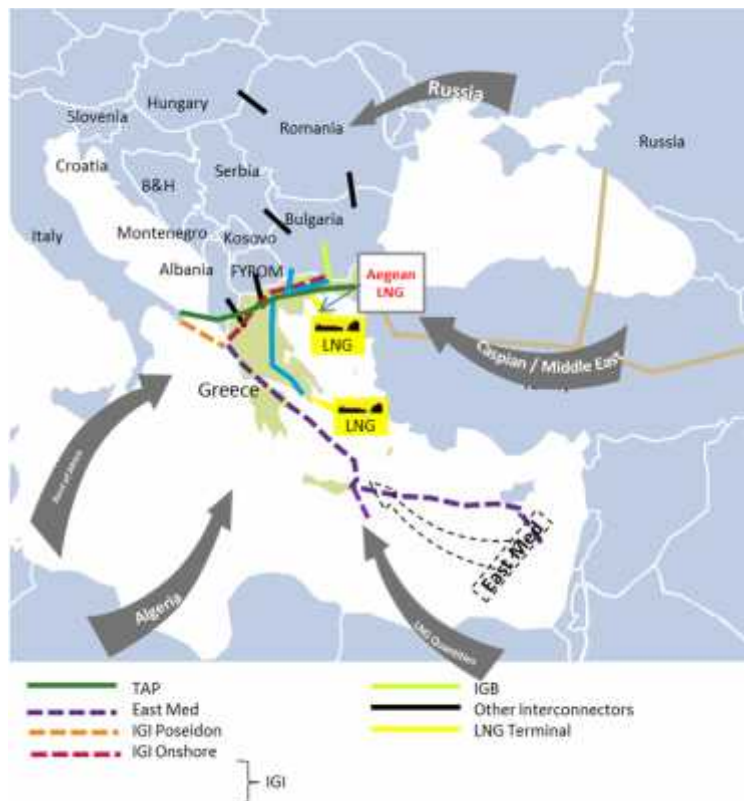 Russia
Hungary
Slovenia
Romania
Russia
Croatia
Serbia
B&H
Bulgaria
Italy
Montenegro
Kosovo
Albania
FYROM
Aegean
LNG
LNG
Caspian / Middle East
Greece
LNG
East Med
Algeria
LNG Quantities
TAP
East Med
IGI Poseidon
IGI Onshore
IGI
IGB
Other Interconnectors
LNG Terminal